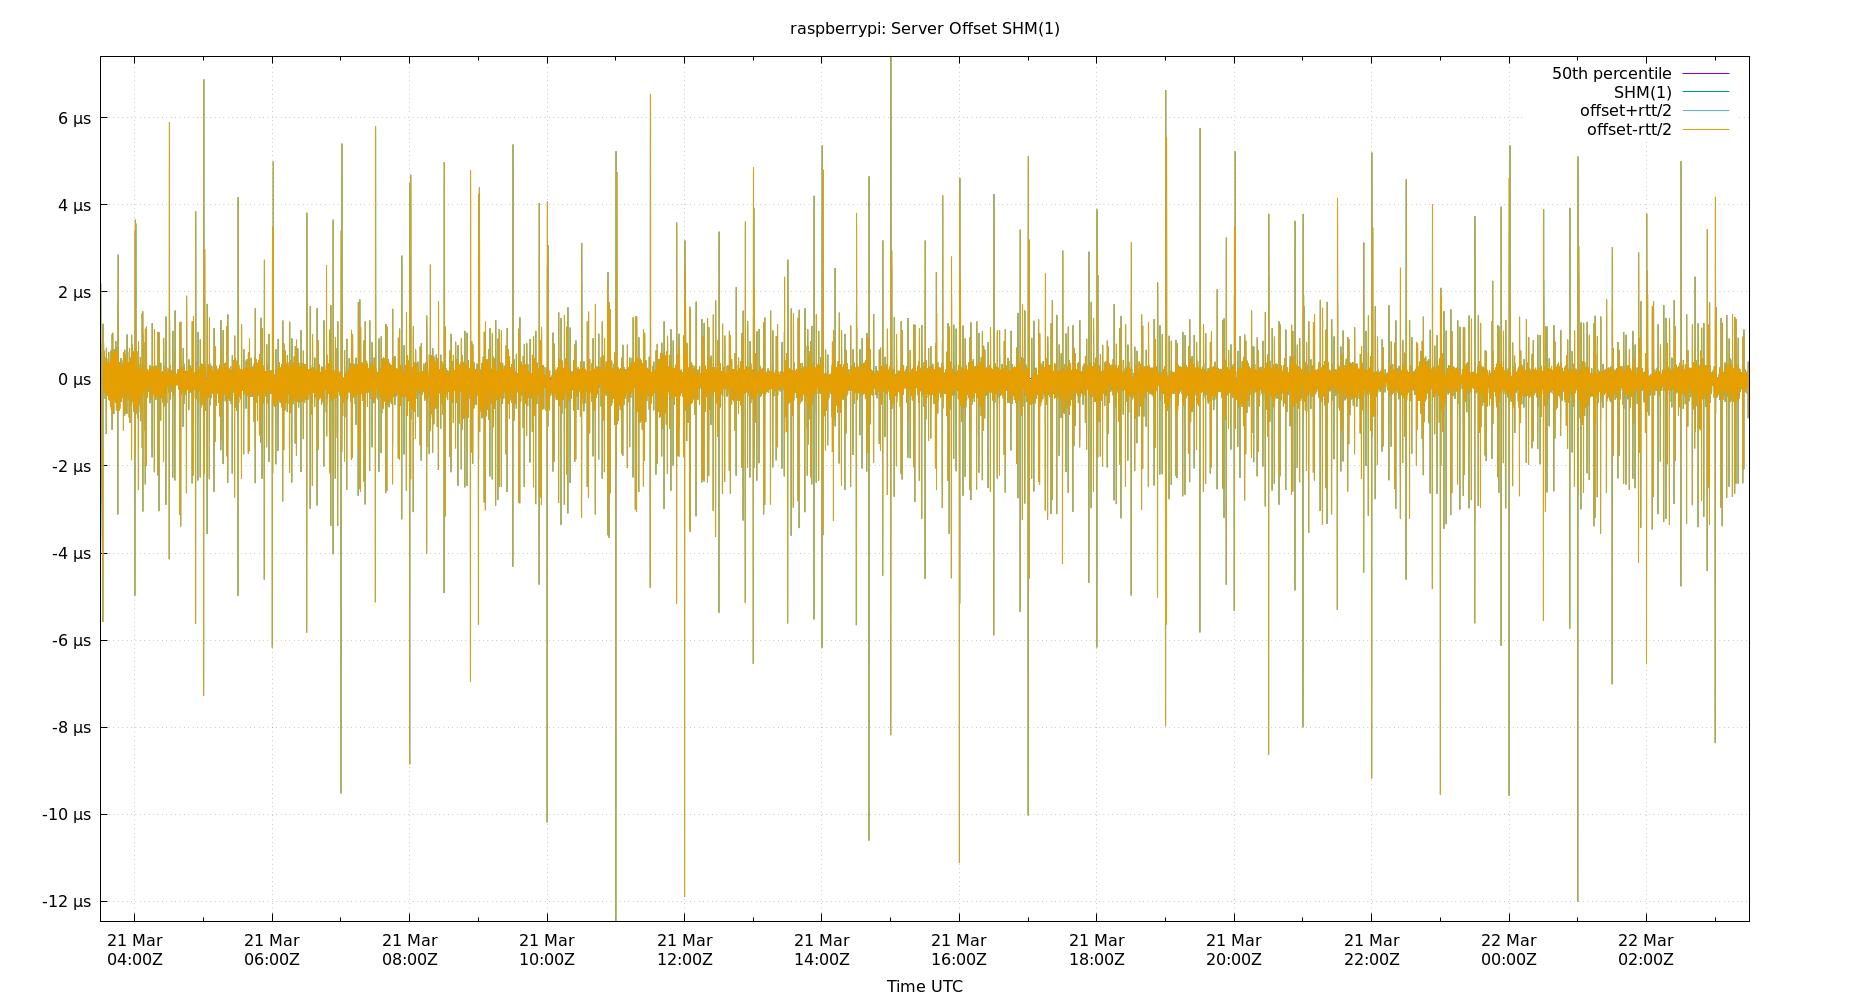 raspberrypi: Server Offset SHM(1)
50th percentile
SHM(1)
offset+rtt/2
offset-rtt/2
6 µs
4 µs
2 µs
0 µs
-2 µs
-4 µs
-6 µs
-8 µs
-10 µs
-12 µs
21 Mar 21 Mar 21 Mar 21 Mar 21 Mar 21 Mar 21 Mar 21 Mar 21 Mar 21 Mar 22 Mar 22 Mar
04:00Z 06:00Z 08:00Z 10:00Z 12:00Z 14:00Z 16:00Z 18:00Z 20:00Z 22:00Z 00:00Z 02:00Z
Time UTC